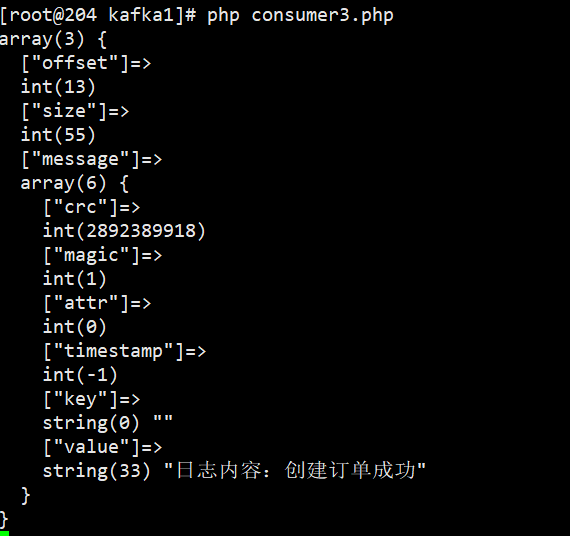 [root@204 kafka1]# php consumer3.php
array(3) {
  ["offset"]=>
  int(13)
  ["size"]=>
  int(55)
  ["message"]=>
  array(6) {
    ["crc"]=>
    int(2892389918)
    ["magic"]=>
    int(1)
    ["attr"]=>
    int(0)
    ["timestamp"]=>
    int(-1)
    ["key"]=>
    string(0) ""
    ["value"]=>
    string(33) "日志内容：创建订单成功"
  }
}